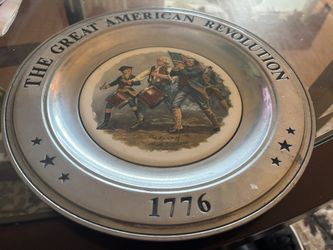 THE GREAT AMERICAN REVOLUTION
1776